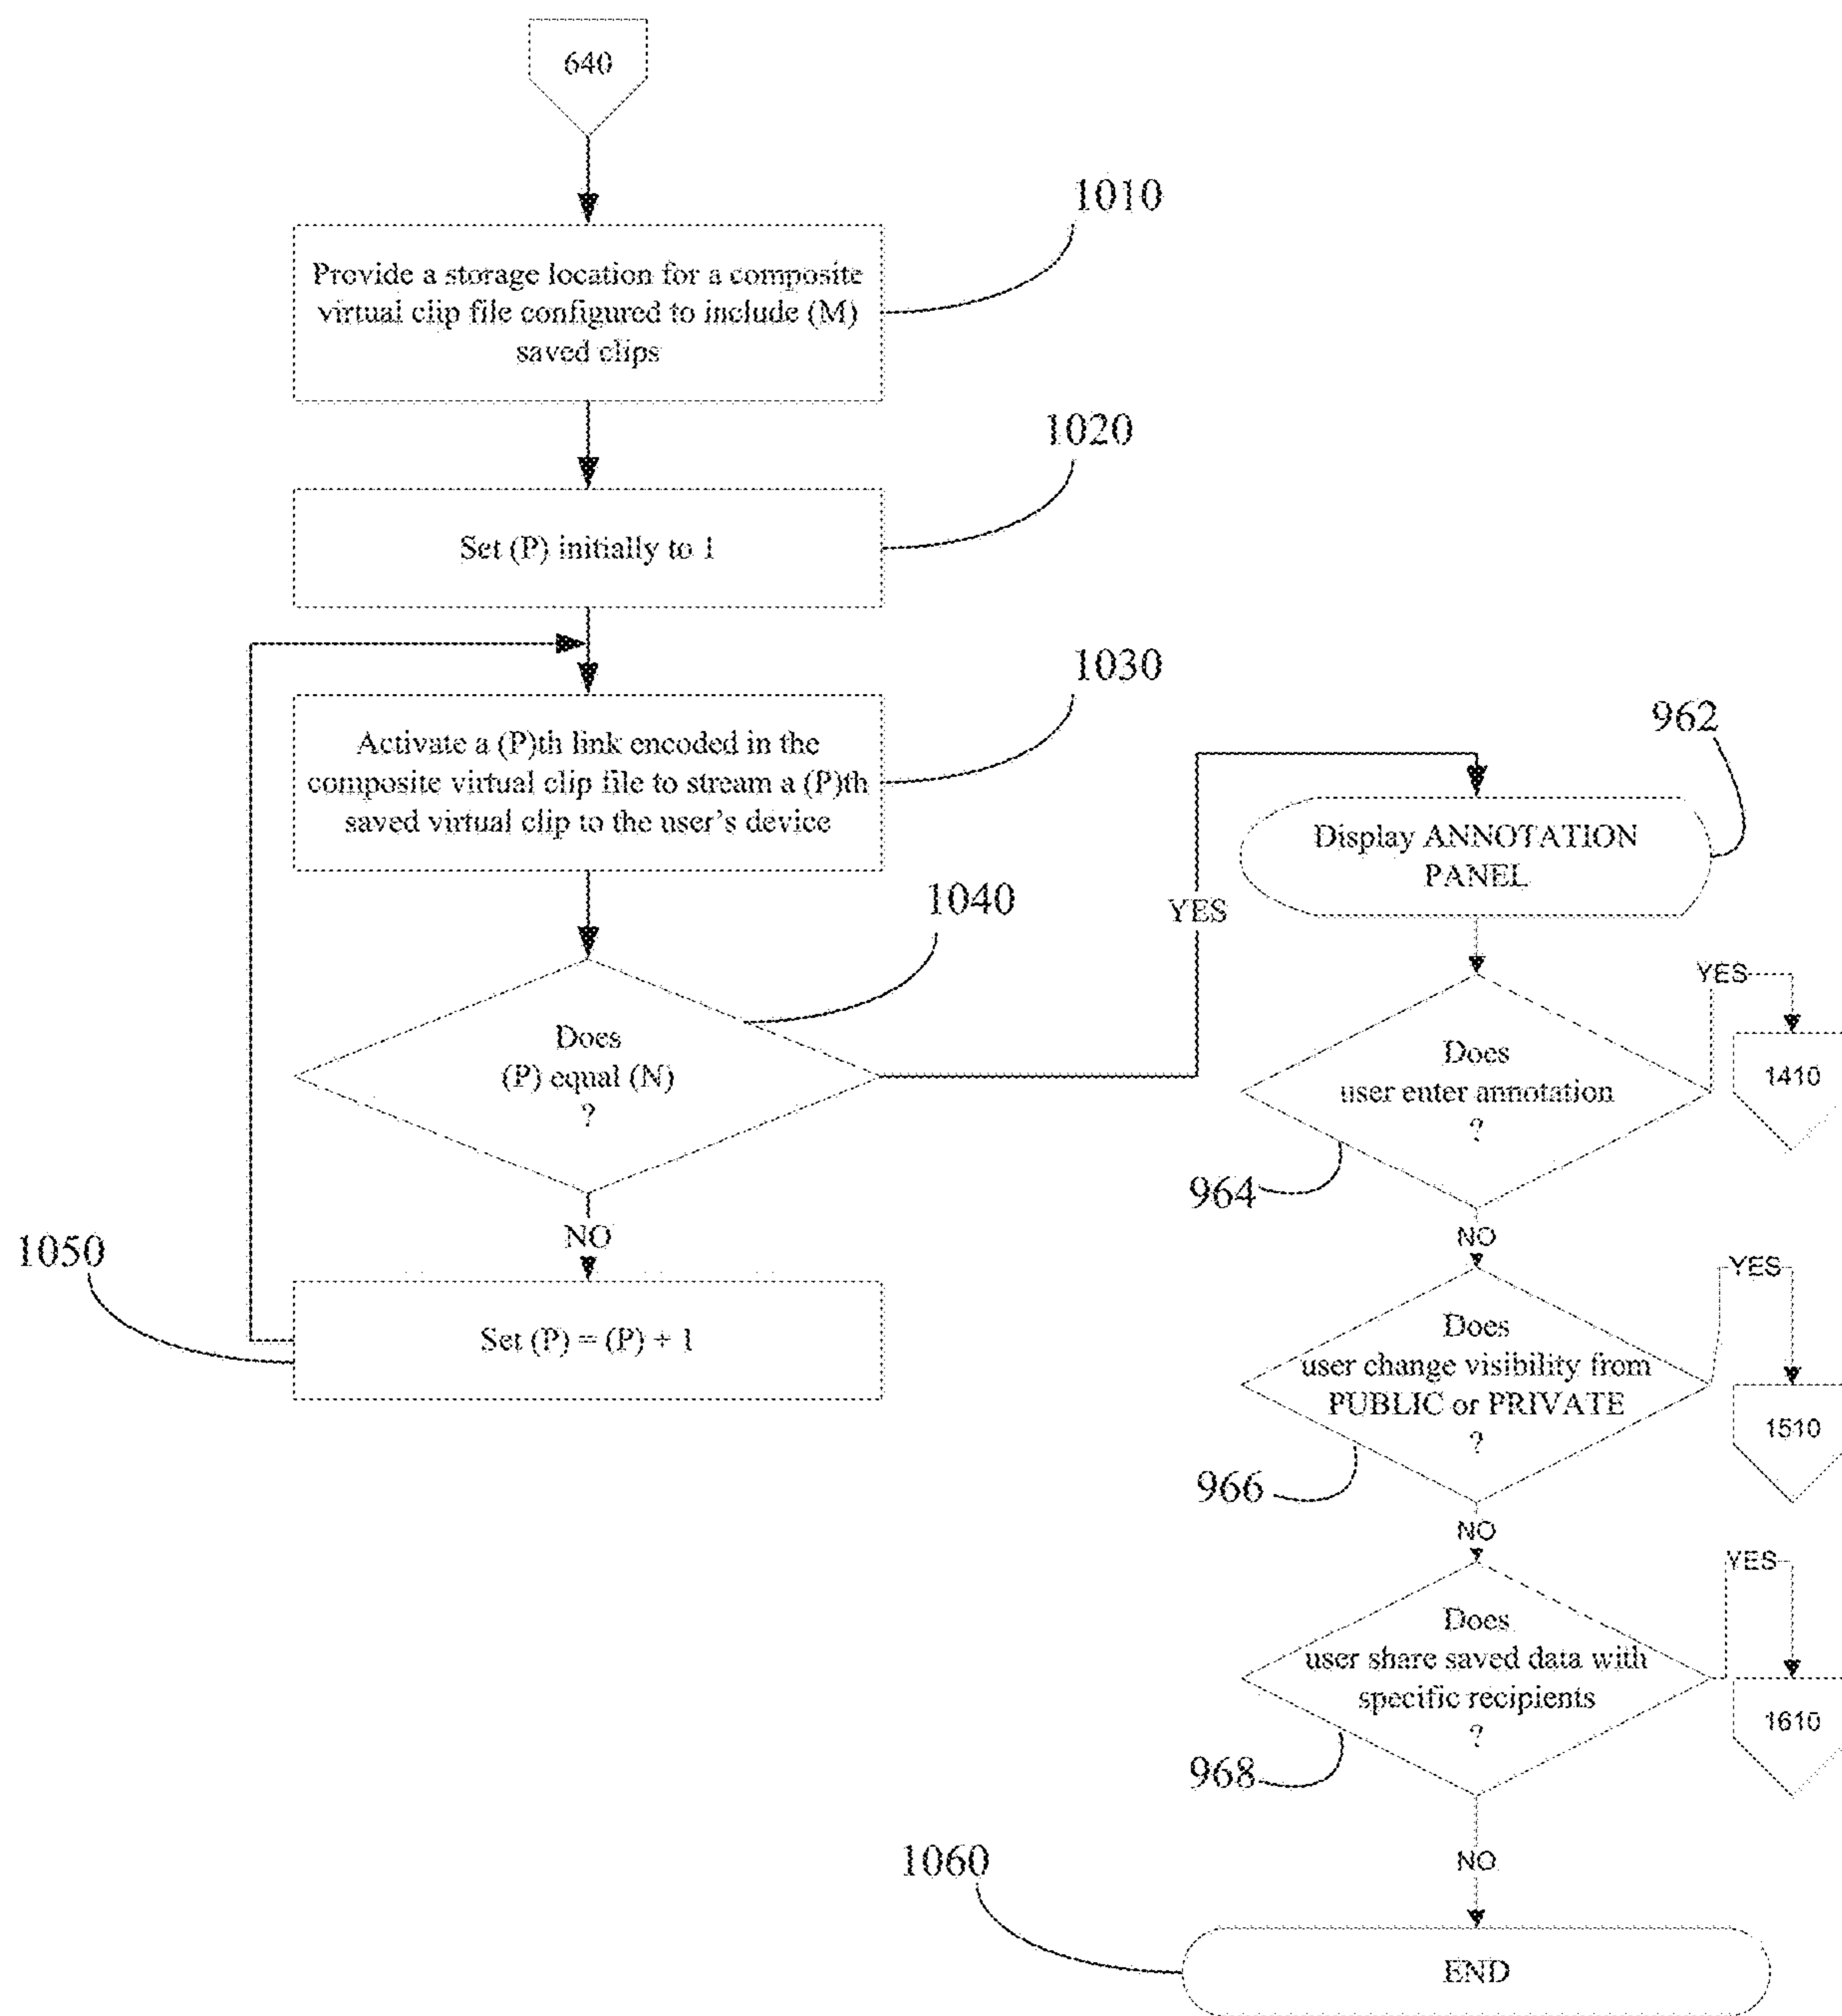 640
1010
Provide a storage location for a composite
virtual clip file configured to include (M)
saved clips
1020
Set (P) initially to 1
1030
Activate a (P)th link encoded in the
composite virtual clip file to stream a (P)th
saved virtual clip to the user's device
1040
Does
(P) equal (N)
?
NO
1050
Set (P) = (P) + 1
YES
962
Display ANNOTATION
PANEL
Does
user enter annotation
?
964
YES
1410
NO
Does
user change visibility from
PUBLIC or PRIVATE
?
966
YES
1510
NO
Does
user share saved data with
specific recipients
?
968
YES
1610
NO
1060
END